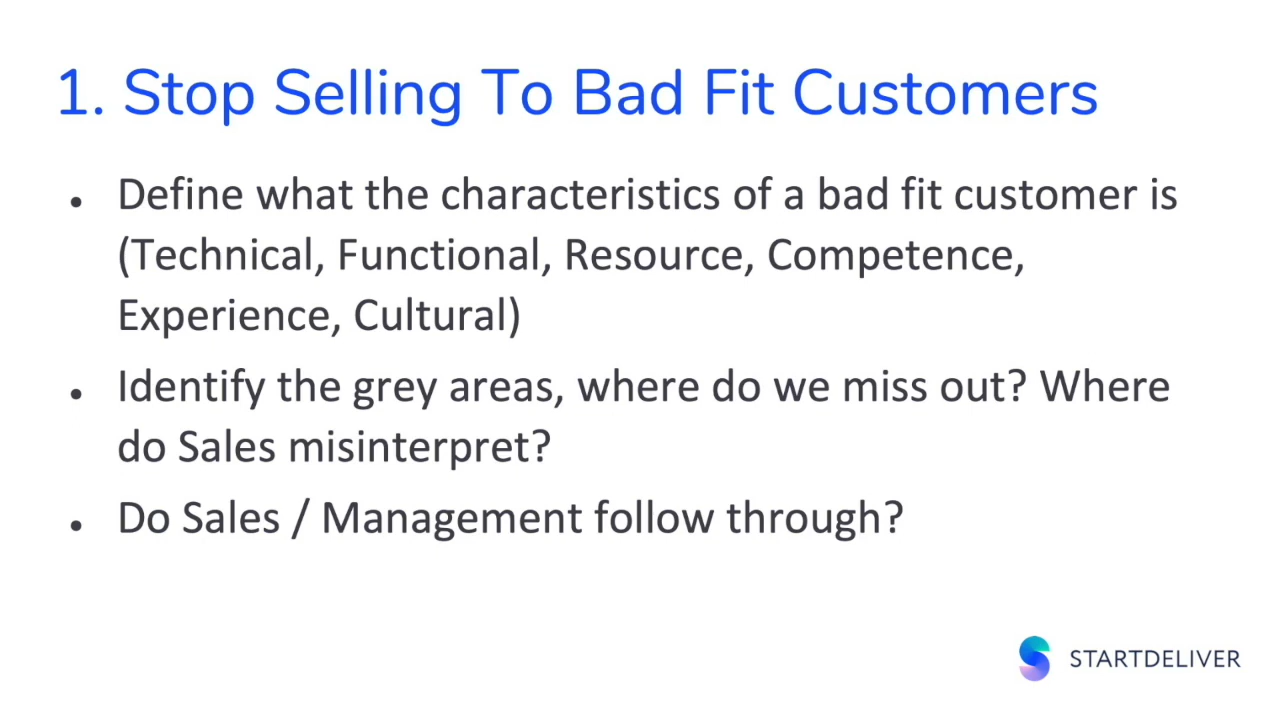 1. Stop Selling To Bad Fit Customers
• Define what the characteristics of a bad fit customer is
(Technical, Functional, Resource, Competence,
Experience, Cultural)
• Identify the grey areas, where do we miss out? Where
do Sales misinterpret?
• Do Sales / Management follow through?
STARTDELIVER